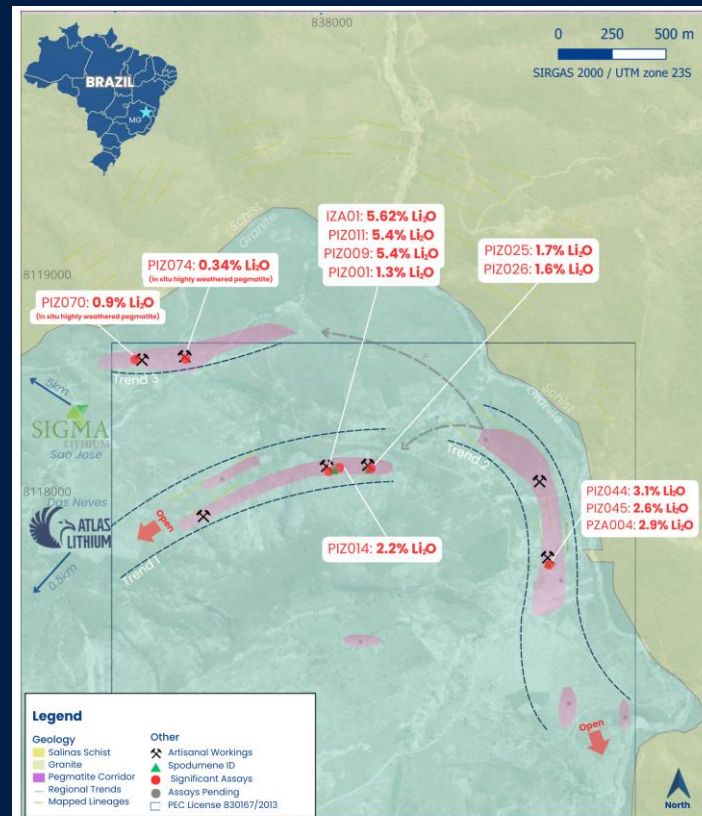 838000
0 250 500 m
SIRGAS 2000 / UTM zone 23S
BRAZIL
MG
Schist
Granite
IZA01: 5.62% Li₂O
PIZ011: 5.4% Li₂O
PIZ009: 5.4% Li₂O
PIZ001: 1.3% Li₂O
PIZ025: 1.7% Li₂O
PIZ026: 1.6% Li₂O
PIZ074: 0.34% Li₂O
(in situ highly weathered pegmatite)
8119000
PIZ070: 0.9% Li₂O
(in situ highly weathered pegmatite)
Trend 3
?
Schist
Granite
5km
SIGMA
LITHIUM
Sao Jose
Trend 2
8118000
Das Neves
ATLAS
LITHIUM
Open
0.5km
Trend 1
PIZ014: 2.2% Li₂O
PIZ044: 3.1% Li₂O
PIZ045: 2.6% Li₂O
PZA004: 2.9% Li₂O
Open
Legend
Geology
Salinas Schist
Granite
Pegmatite Corridor
Regional Trends
Mapped Lineages
Other
Artisanal Workings
Spodumene ID
Significant Assays
Assays Pending
PEC License 830167/2013
North